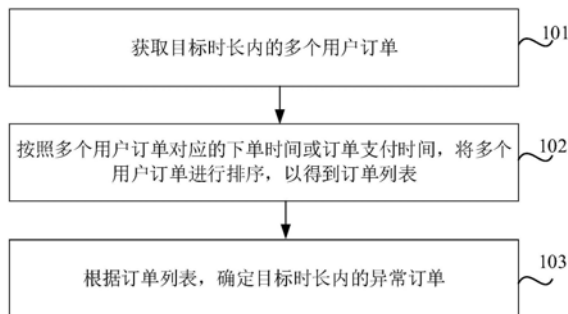 获取目标时长内的多个用户订单
101
按照多个用户订单对应的下单时间或订单支付时间，将多个
用户订单进行排序，以得到订单列表
102
根据订单列表，确定目标时长内的异常订单
103